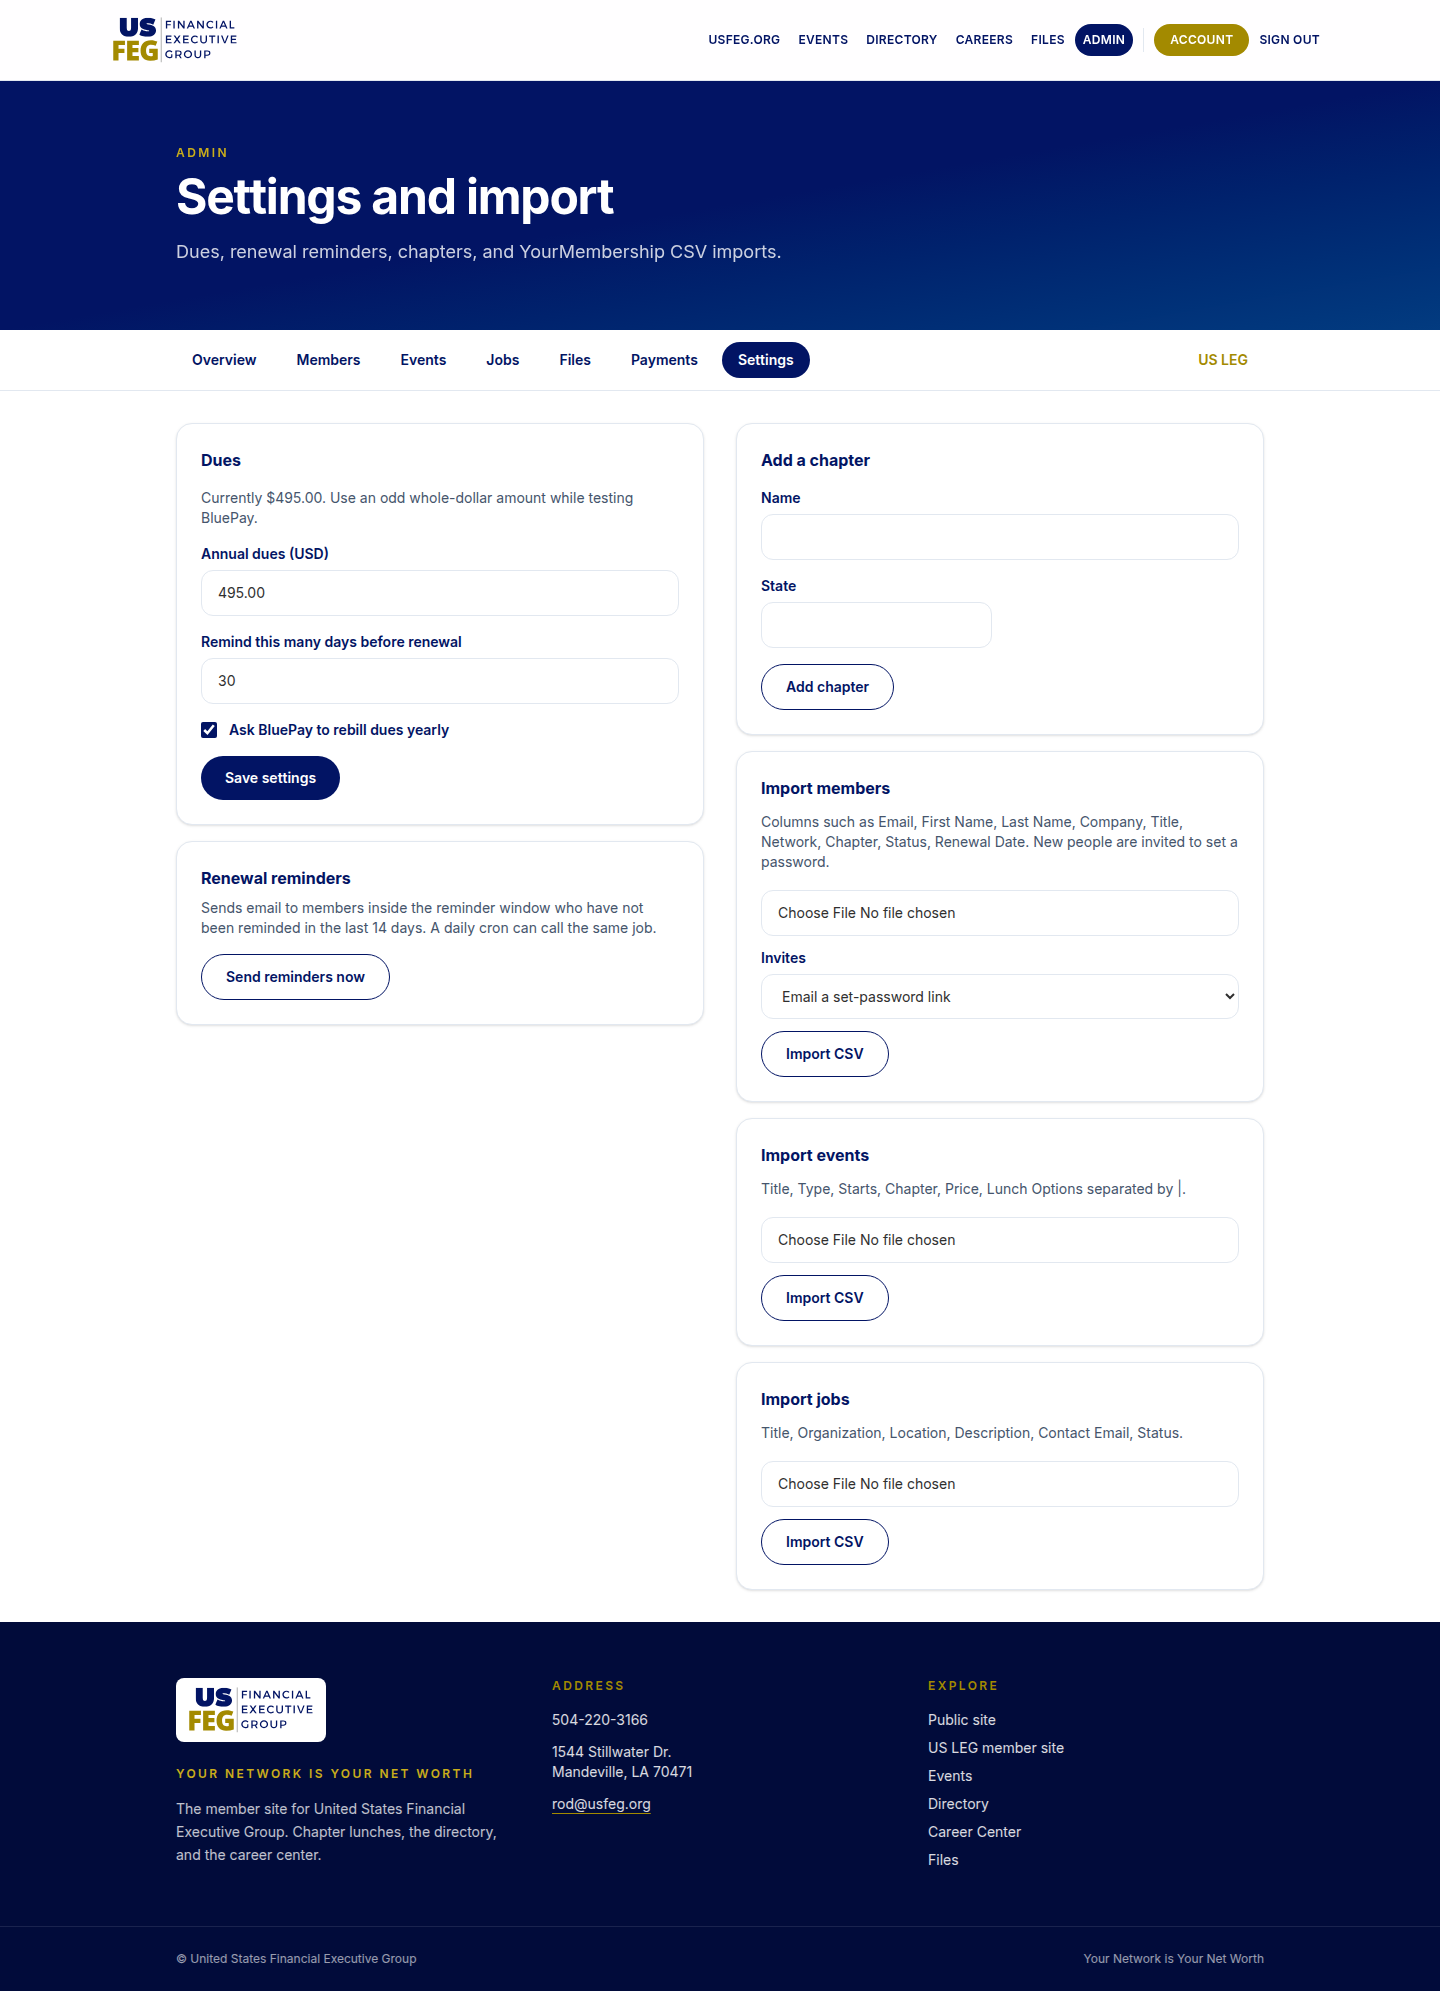 US FEG FINANCIAL EXECUTIVE GROUP
USFEG.ORG EVENTS DIRECTORY CAREERS FILES ADMIN ACCOUNT SIGN OUT
ADMIN
Settings and import
Dues, renewal reminders, chapters, and YourMembership CSV imports.
Overview Members Events Jobs Files Payments Settings US LEG
Dues
Currently $495.00. Use an odd whole-dollar amount while testing
BluePay.
Annual dues (USD)
495.00
Remind this many days before renewal
30
Ask BluePay to rebill dues yearly
Save settings
Renewal reminders
Sends email to members inside the reminder window who have not
been reminded in the last 14 days. A daily cron can call the same job.
Send reminders now
Add a chapter
Name
State
Add chapter
Import members
Columns such as Email, First Name, Last Name, Company, Title,
Network, Chapter, Status, Renewal Date. New people are invited to set a
password.
Choose File No file chosen
Invites
Email a set-password link
Import CSV
Import events
Title, Type, Starts, Chapter, Price, Lunch Options separated by |.
Choose File No file chosen
Import CSV
Import jobs
Title, Organization, Location, Description, Contact Email, Status.
Choose File No file chosen
Import CSV
US FEG FINANCIAL EXECUTIVE GROUP
YOUR NETWORK IS YOUR NET WORTH
The member site for United States Financial
Executive Group. Chapter lunches, the directory,
and the career center.
ADDRESS
504-220-3166
1544 Stillwater Dr.
Mandeville, LA 70471
rod@usfeg.org
EXPLORE
Public site
US LEG member site
Events
Directory
Career Center
Files
© United States Financial Executive Group
Your Network is Your Net Worth